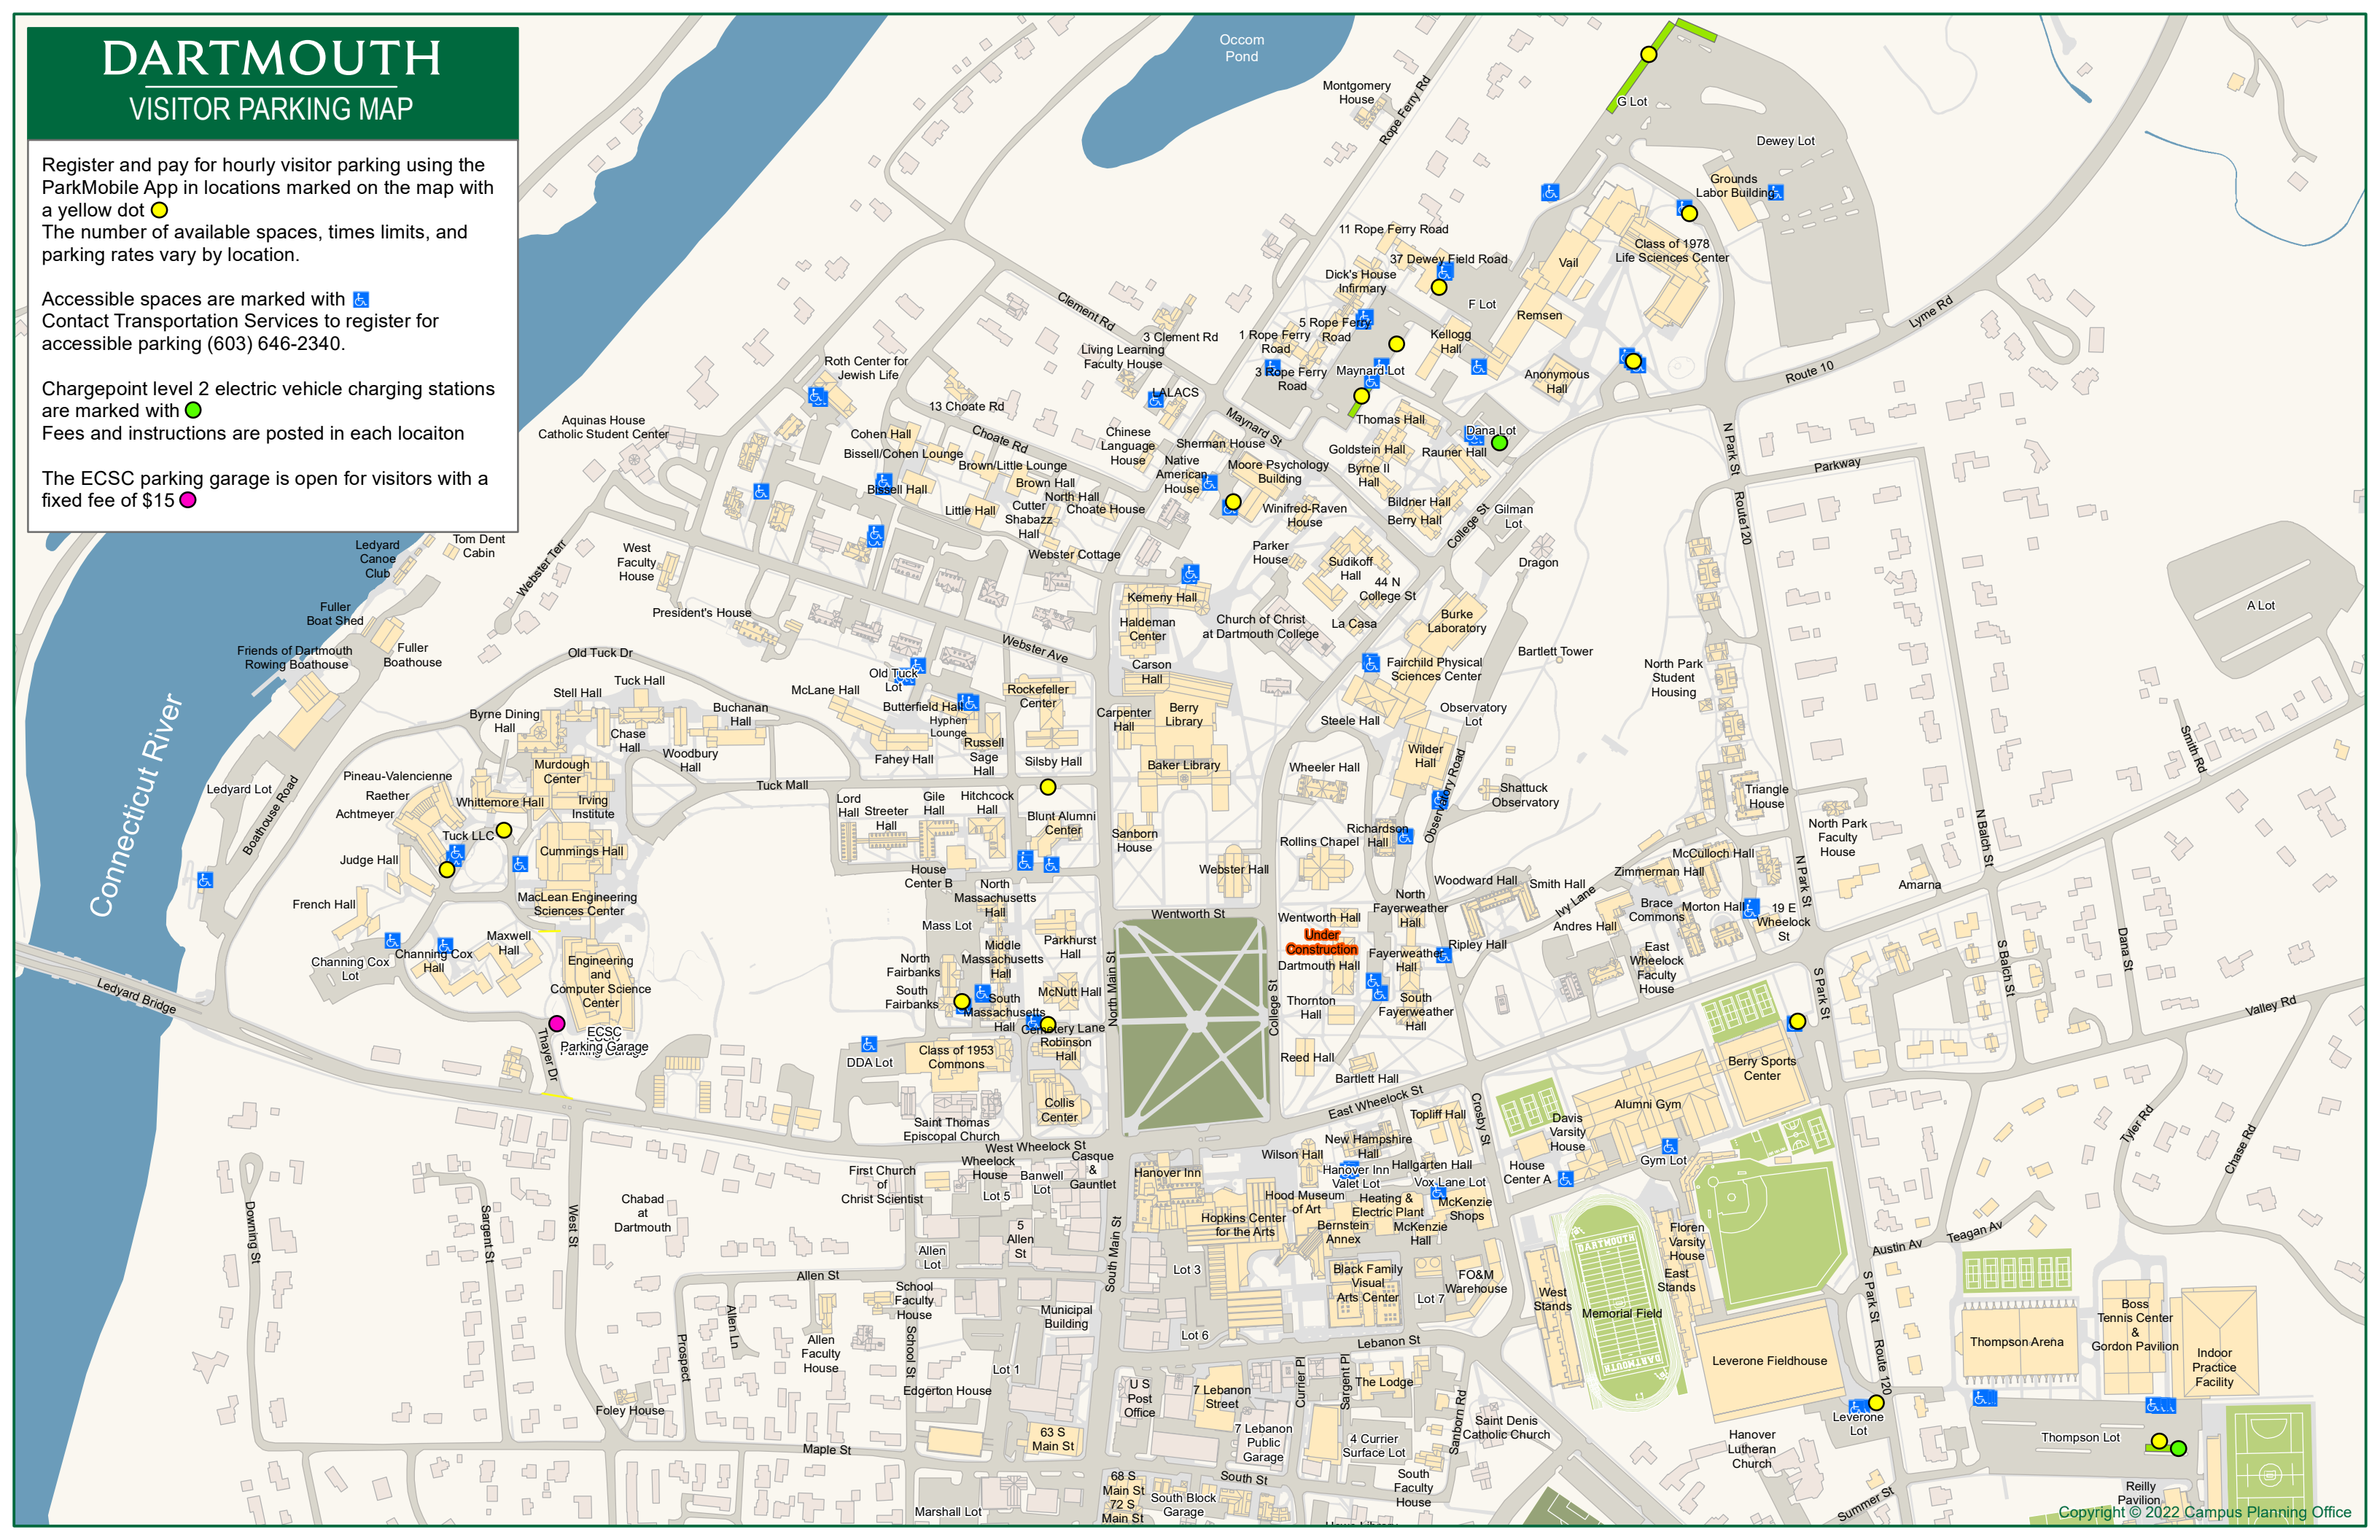 DARTMOUTH
VISITOR PARKING MAP
Register and pay for hourly visitor parking using the
ParkMobile App in locations marked on the map with
a yellow dot
The number of available spaces, times limits, and
parking rates vary by location.
Accessible spaces are marked with
Contact Transportation Services to register for
accessible parking (603) 646-2340.
Chargepoint level 2 electric vehicle charging stations
are marked with
Fees and instructions are posted in each locaiton
The ECSC parking garage is open for visitors with a
fixed fee of $15
Occom
Pond
Montgomery
House
Rope Ferry Rd
G Lot
Dewey Lot
Grounds
Labor Building
11 Rope Ferry Road
37 Dewey Field Road
Dick's House
Infirmary
Class of 1978
Life Sciences Center
Vail
F Lot
Remsen
Clement Rd
3 Clement Rd
5 Rope Ferry
Road
1 Rope Ferry
Road
3 Rope Ferry
Road
Kellogg
Hall
Maynard Lot
Anonymous
Hall
Lyme Rd
Route 10
Living Learning
Faculty House
LALACS
Roth Center for
Jewish Life
13 Choate Rd
Choate Rd
Maynard St
Thomas Hall
Dana Lot
Goldstein Hall
Rauner Hall
Byrne II
Hall
Bildner Hall
Berry Hall
Aquinas House
Catholic Student Center
Cohen Hall
Bissell/Cohen Lounge
Brown/Little Lounge
Brown Hall
Bissell Hall
Little Hall
North Hall
Choate House
Cutter
Shabazz
Hall
Chinese
Language
House
Sherman House
Native
American
House
Moore Psychology
Building
Winifred-Raven
House
College St
Gilman
Lot
N Park St
Route120
Parkway
Webster Cottage
Parker
House
Sudikoff
Hall
44 N
College St
Dragon
A Lot
Tom Dent
Cabin
Ledyard
Canoe
Club
Webster Terr
West
Faculty
House
President's House
Fuller
Boat Shed
Fuller
Boathouse
Friends of Dartmouth
Rowing Boathouse
Kemeny Hall
Haldeman
Center
Church of Christ
at Dartmouth College
La Casa
Burke
Laboratory
Webster Ave
Carson
Hall
Fairchild Physical
Sciences Center
Bartlett Tower
North Park
Student
Housing
Old Tuck Dr
Old Tuck
Lot
Tuck Hall
Stell Hall
McLane Hall
Butterfield Hall
Hyphen
Lounge
Rockefeller
Center
Carpenter
Hall
Berry
Library
Steele Hall
Observatory
Lot
Byrne Dining
Hall
Chase
Hall
Buchanan
Hall
Woodbury
Hall
Russell
Sage
Hall
Fahey Hall
Silsby Hall
Baker Library
Wheeler Hall
Wilder
Hall
Observatory Road
Shattuck
Observatory
Smith Rd
Triangle
House
Murdough
Center
Pineau-Valencienne
Raether
Achtmeyer
Whittemore Hall
Irving
Institute
Tuck Mall
Ledyard Lot
Boathouse Road
Connecticut River
Tuck LLC
Cummings Hall
Judge Hall
Lord
Hall
Streeter
Hall
Gile
Hall
Hitchcock
Hall
Blunt Alumni
Center
Sanborn
House
Richardson
Hall
Rollins Chapel
Webster Hall
North Park
Faculty
House
N Balch St
McCulloch Hall
Zimmerman Hall
Amarna
House
Center B
French Hall
MacLean Engineering
Sciences Center
North
Massachusetts
Hall
Wentworth St
Wentworth Hall
Under
Construction
Dartmouth Hall
North
Fayerweather
Hall
Woodward Hall
Smith Hall
Ivy Lane
Brace
Commons
Morton Hall
19 E
Wheelock
St
N Park St
Andres Hall
Ripley Hall
Fayerweather
Hall
East
Wheelock
Faculty
House
Mass Lot
Parkhurst
Hall
Middle
Massachusetts
Hall
Maxwell
Hall
Channing Cox
Lot
Channing Cox
Hall
Engineering
and
Computer Science
Center
North
Fairbanks
South
Fairbanks
McNutt Hall
South
Massachusetts
Hall
Cemetery Lane
Robinson
Hall
North Main St
College St
Thornton
Hall
South
Fayerweather
Hall
S Park St
S Balch St
Dana St
Valley Rd
Ledyard Bridge
Thayer Dr
ECSC
Parking Garage
DDA Lot
Class of 1953
Commons
Collis
Center
Reed Hall
Bartlett Hall
East Wheelock St
Berry Sports
Center
Alumni Gym
Crosby St
Topliff Hall
Davis
Varsity
House
Saint Thomas
Episcopal Church
West Wheelock St
Gym Lot
House
Center A
Tyler Rd
Chase Rd
New Hampshire
Hall
Wilson Hall
Hanover Inn
Valet Lot
Hallgarten Hall
Vox Lane Lot
Hanover Inn
Casque
&
Gauntlet
Wheelock
House
Banwell
Lot
Lot 5
First Church
of
Christ Scientist
Chabad
at
Dartmouth
Downing St
Sargent St
West St
Hood Museum
of Art
Heating &
Electric Plant
McKenzie
Shops
Hopkins Center
for the Arts
Bernstein
Annex
McKenzie
Hall
5
Allen
St
Allen
Lot
Allen St
South Main St
Lot 3
Black Family
Visual
Arts Center
FO&M
Warehouse
Lot 7
West
Stands
DARTMOUTH
Memorial Field
DARTMOUTH
Floren
Varsity
House
East
Stands
Teagan Av
Austin Av
S Park St
Route 120
School
Faculty
House
Allen Ln
Allen
Faculty
House
Prospect
School St
Municipal
Building
Lot 6
Lebanon St
Leverone Fieldhouse
Thompson Arena
Boss
Tennis Center
&
Gordon Pavilion
Indoor
Practice
Facility
Lot 1
Edgerton House
Foley House
U S
Post
Office
7 Lebanon
Street
Currier Pl
Sargent Pl
The Lodge
Sanborn Rd
Saint Denis
Catholic Church
Leverone
Lot
Thompson Lot
Hanover
Lutheran
Church
63 S
Main St
Maple St
7 Lebanon
Public
Garage
4 Currier
Surface Lot
South
Faculty
House
South St
68 S
Main St
72 S
Main St
South Block
Garage
Marshall Lot
Summer St
Reilly
Pavilion
Copyright © 2022 Campus Planning Office